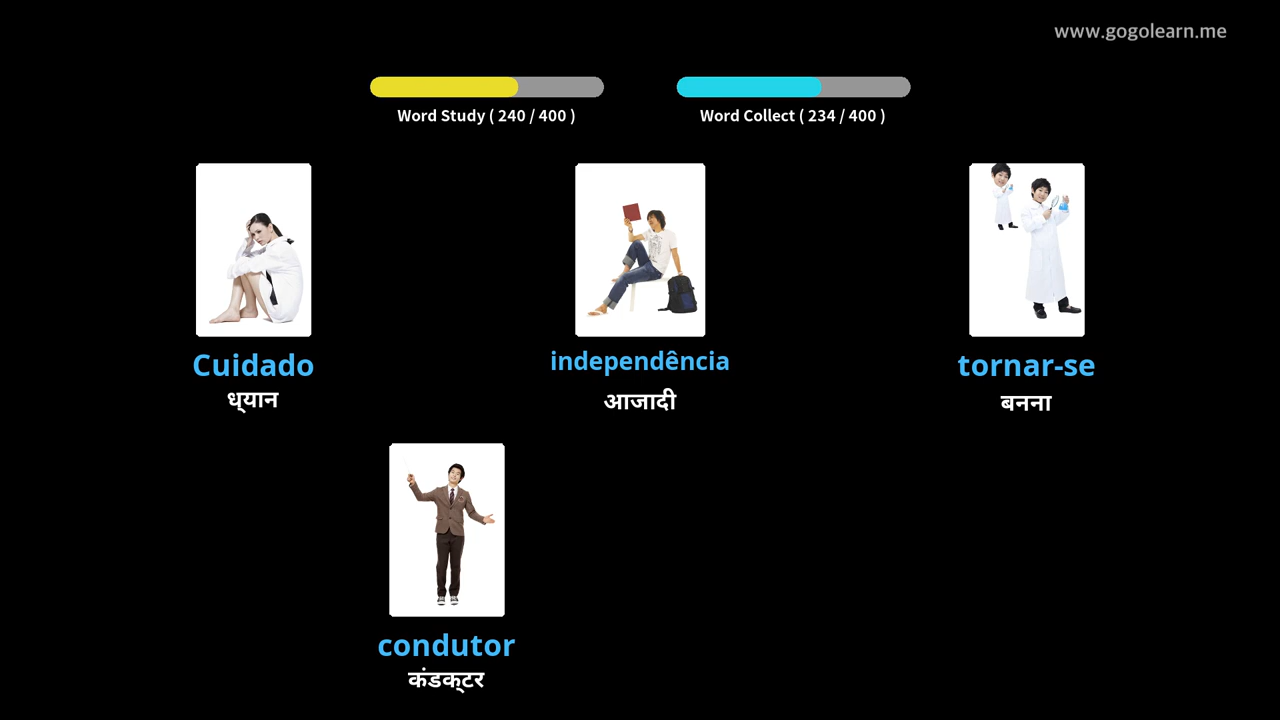 www.gogolearn.me
Word Study ( 240 / 400 )
Word Collect ( 234 / 400 )
Cuidado
ध्यान
independência
आजादी
tornar-se
बनना
condutor
कंडक्टर